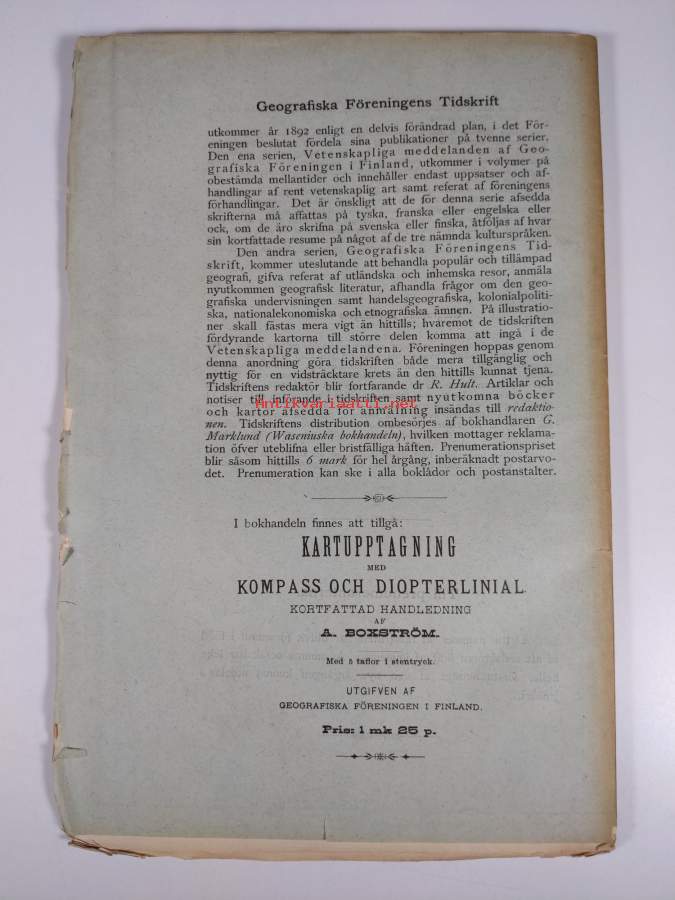 Geografiska Föreningens Tidskrift
utkommer år 1892 enligt en delvis förändrad plan, i det För-
eningen beslutat fördela sina publikationer på tvenne serier.
Den ena serien, Vetenskapliga meddelanden af Geo-
grafiska Föreningen i Finland, utkommer i volymer på
obestämda mellantider och innehåller endast uppsatser och af-
handlingar af rent vetenskaplig art samt referat af föreningens
förhandlingar. Det är önskligt att de för denna serie afsedda
skrifterna må affattas på tyska, franska eller engelska eller
ock, om de äro skrifna på svenska eller finska, åtföljas af hvar
sin kortfattade resume på något af de tre nämnda kulturspråken.
Den andra serien, Geografiska Föreningens Tid-
skrift, kommer uteslutande att behandla populär och tillämpad
geografi, gifva referat af utländska och inhemska resor, anmäla
nyutkommen geografisk literatur, afhandla frågor om den geo-
grafiska undervisningen samt handelsgeografiska, kolonialpoliti-
ska, nationalekonomiska och etnografiska ämnen. På illustratio-
ner skall fästas mera vigt än hittills; hvaremot de tidskriften
fördyrande kartorna till större delen komma att ingå i de
Vetenskapliga meddelandena. Föreningen hoppas genom
denna anordning göra tidskriften både mera tillgänglig och
nyttig för en vidsträcktare krets än den hittills kunnat tjena.
Tidskriftens redaktör blir fortfarande dr R. Hult. Artiklar och
notiser till införande i tidskriften samt nyutkomna böcker
och kartor afsedda för anmälning insändas till redaktio-
nen. Tidskriftens distribution ombesörjes af bokhandlaren G.
Marklund (Waseniuska bokhandeln), hvilken mottager reklama-
tion öfver uteblifna eller bristfälliga häften. Prenumerationspriset
blir såsom hittills 6 mark för hel årgång, inberäknadt postarvo-
det. Prenumeration kan ske i alla boklådor och postanstalter.
Antikvariaatti.net
I bokhandeln finnes att tillgå:
KARTUPPTAGNING
MED
KOMPASS OCH DIOPTERLINIAL.
KORTFATTAD HANDLEDNING
AF
A. BOXSTRÖM.
Med 5 taflor i stentryck.
UTGIFVEN AF
GEOGRAFISKA FÖRENINGEN I FINLAND.
Pris: 1 mk 25 p.